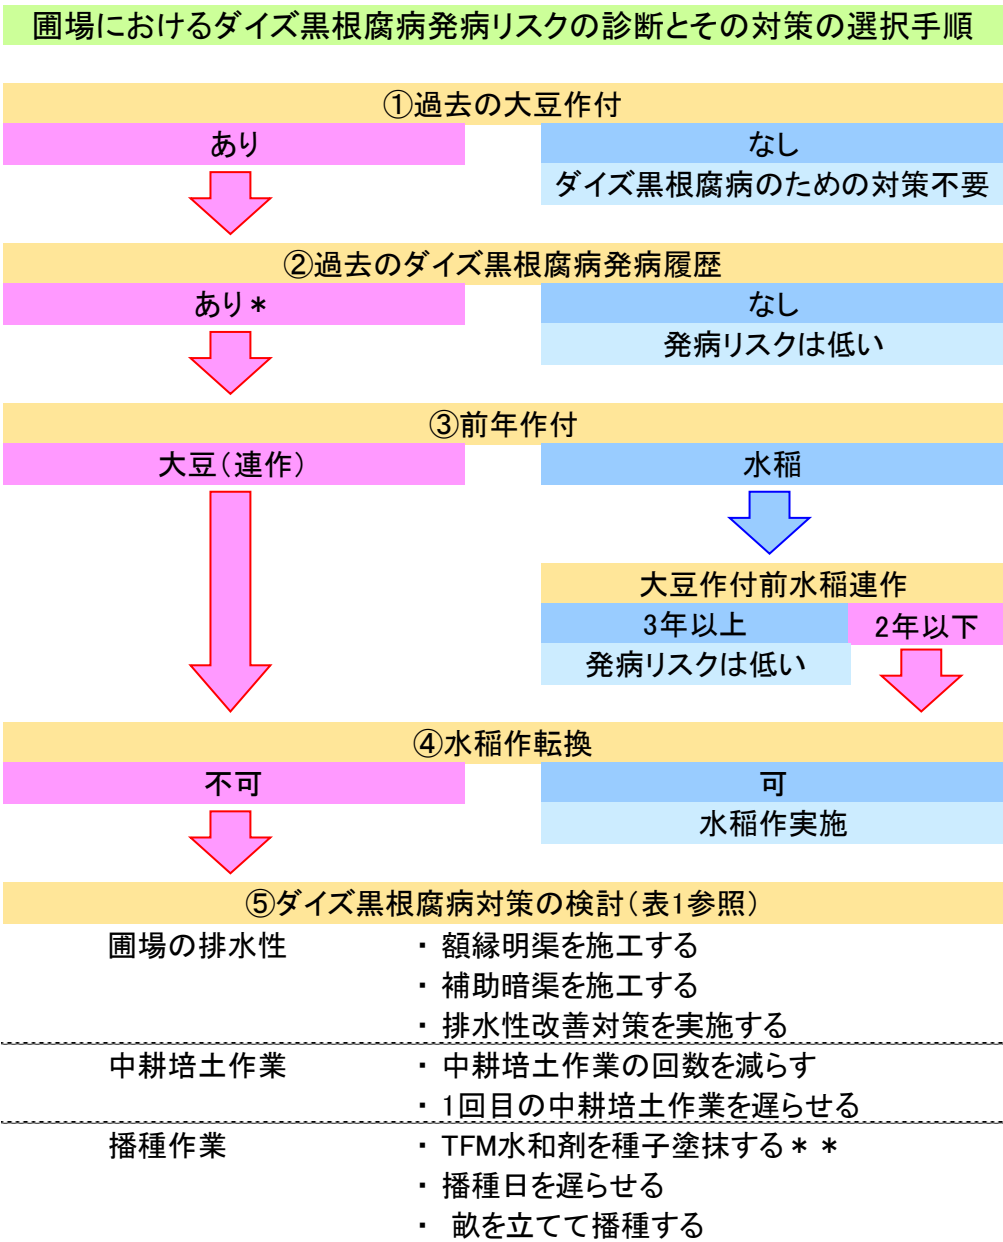 圃場におけるダイズ黒根腐病発病リスクの診断とその対策の選択手順
①過去の大豆作付
あり
なし
ダイズ黒根腐病のための対策不要
②過去のダイズ黒根腐病発病履歴
あり＊
なし
発病リスクは低い
③前年作付
大豆（連作）
水稲
大豆作付前水稲連作
3年以上
2年以下
発病リスクは低い
④水稲作転換
不可
可
水稲作実施
⑤ダイズ黒根腐病対策の検討（表1参照）
圃場の排水性
・額縁明渠を施工する
・補助暗渠を施工する
・排水性改善対策を実施する
中耕培土作業
・中耕培土作業の回数を減らす
・1回目の中耕培土作業を遅らせる
播種作業
・TFM水和剤を種子塗抹する＊＊
・播種日を遅らせる
・ 畝を立てて播種する